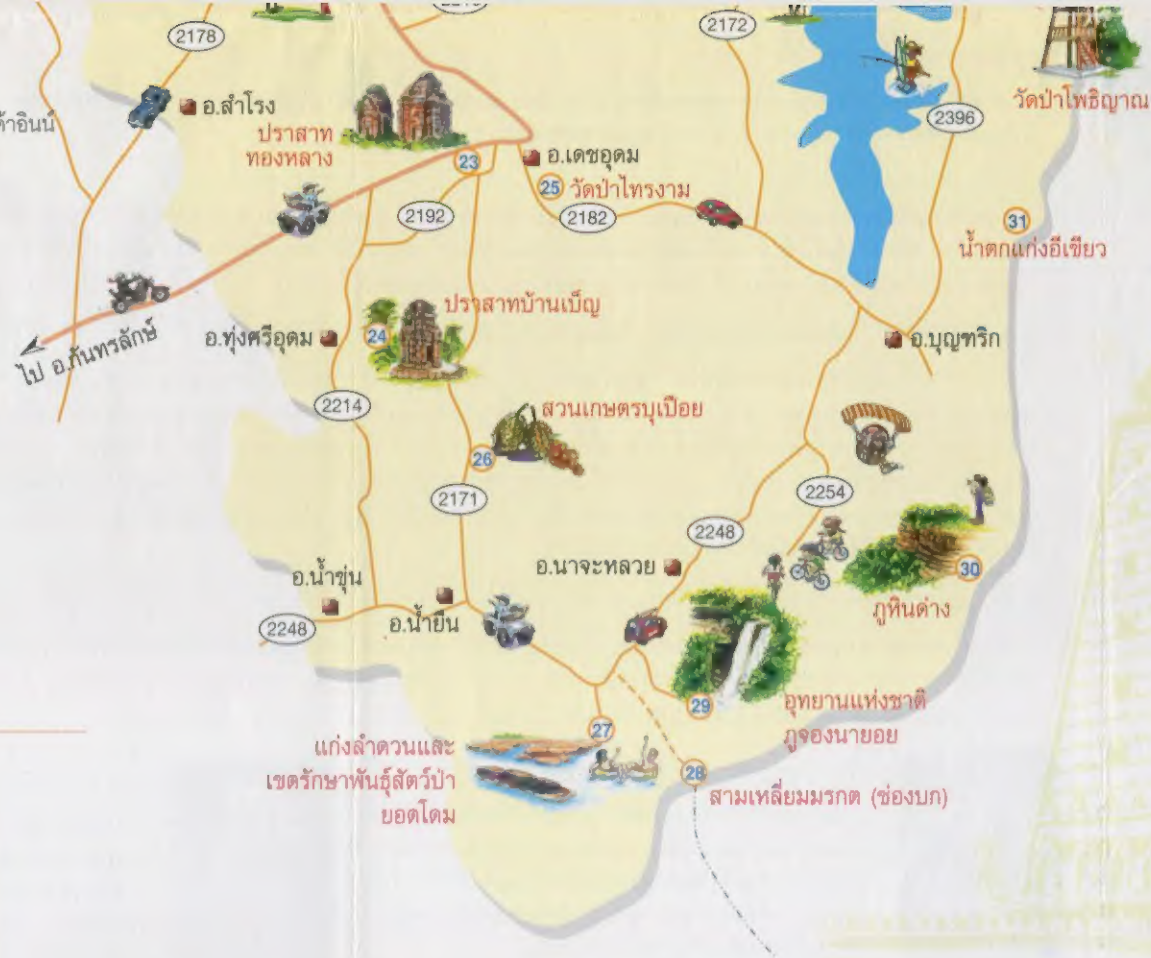 2178
2172
อ.สำโรง
ปราสาท
ทองหลาง
23
อ.เดชอุดม
25 วัดป่าไทรงาม
2192
2182
2396
วัดป่าโพธิญาณ
31
น้ำตกแก่งอีเขียว
ไป อ.กันทรลักษ์
อ.ทุ่งศรีอุดม
24
ปราสาทบ้านเบ็ญ
อ.บุญฑริก
2214
สวนเกษตรบุเปือย
26
2171
2254
2248
อ.นาจะหลวย
30
ภูหินด่าง
อ.น้ำขุ่น
2248
อ.น้ำยืน
29
อุทยานแห่งชาติ
ภูจองนายอย
27
แก่งลำดวนและ
เขตรักษาพันธุ์สัตว์ป่า
ยอดโดม
28
สามเหลี่ยมมรกต (ช่องบก)